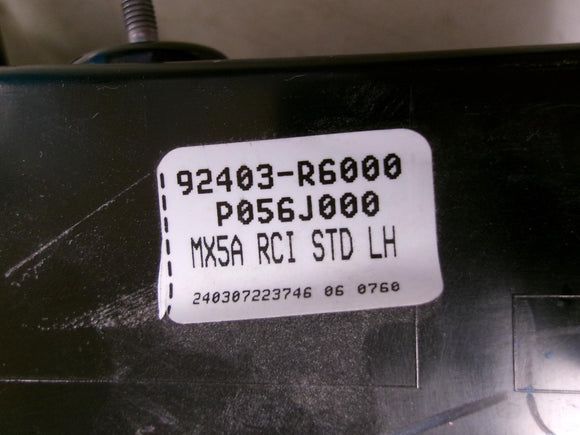 92403-R6000
P056J000
MX5A RCI STD LH
240307223746 06 0760